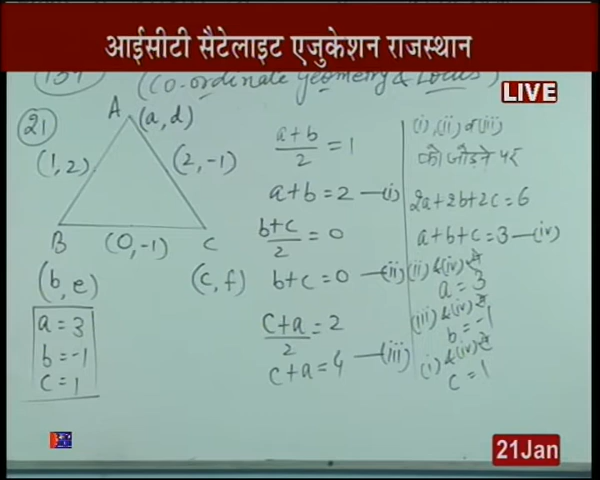 आईसीटी सैटेलाइट एजुकेशन राजस्थान
LIVE
(Co-ordinate Geometry & Locus)
21
A (a, d)
(1, 2)
(2, -1)
B
(0, -1)
C
(b, e)
(c, f)
a = 3
b = -1
c = 1
a+b/2 = 1
a+b = 2 —(i)
b+c/2 = 0
b+c = 0 —(ii)
c+a/2 = 2
c+a = 4 —(iii)
(i), (ii) व (iii)
को जोड़ने पर
2a+2b+2c = 6
a+b+c = 3 —(iv)
(ii) & (iv) से
a = 3
(iii) & (iv) से
b = -1
(i) & (iv) से
c = 1
21Jan